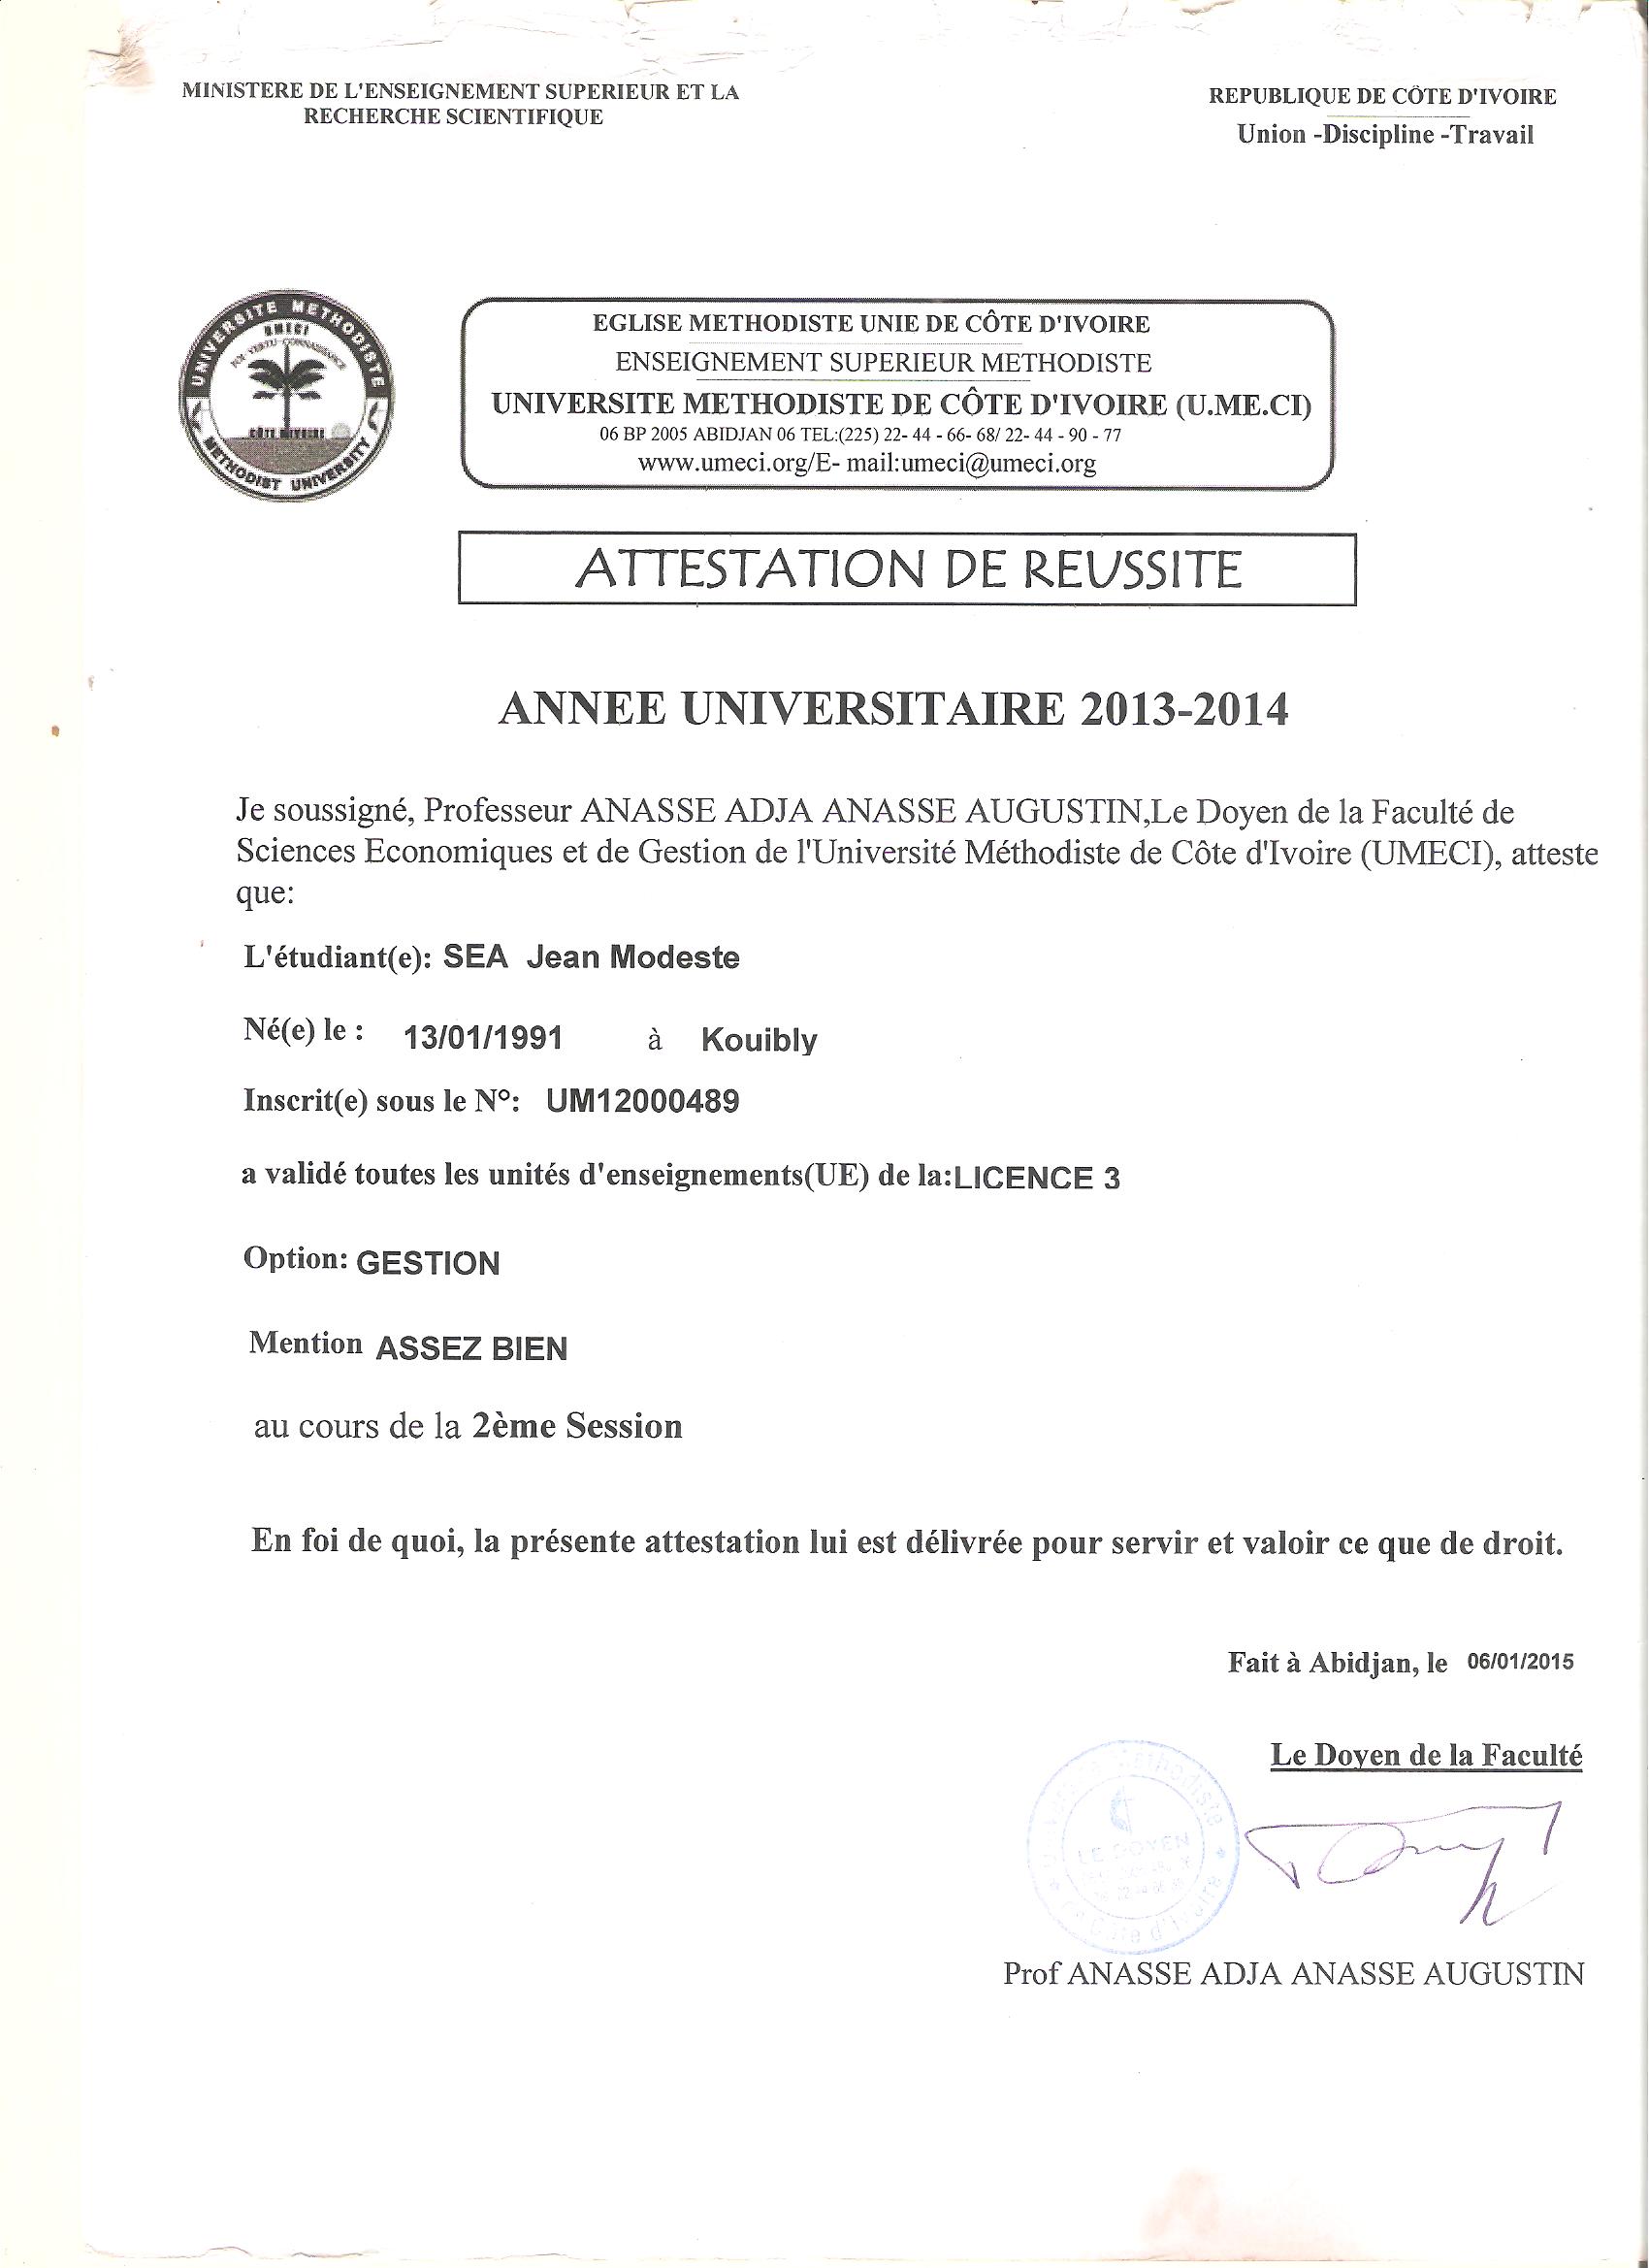 MINISTERE DE L'ENSEIGNEMENT SUPERIEUR ET LA
RECHERCHE SCIENTIFIQUE
REPUBLIQUE DE CÔTE D'IVOIRE
Union -Discipline -Travail
UNIVERSITE METHODISTE
UMECI
FOI VERTU CONNAISSANCE
CÔTE D'IVOIRE
METHODIST UNIVERSITY
EGLISE METHODISTE UNIE DE CÔTE D'IVOIRE
ENSEIGNEMENT SUPERIEUR METHODISTE
UNIVERSITE METHODISTE DE CÔTE D'IVOIRE (U.ME.CI)
06 BP 2005 ABIDJAN 06 TEL:(225) 22- 44 - 66- 68/ 22- 44 - 90 - 77
www.umeci.org/E- mail:umeci@umeci.org
ATTESTATION DE REUSSITE
ANNEE UNIVERSITAIRE 2013-2014
Je soussigné, Professeur ANASSE ADJA ANASSE AUGUSTIN,Le Doyen de la Faculté de
Sciences Economiques et de Gestion de l'Université Méthodiste de Côte d'Ivoire (UMECI), atteste
que:
L'étudiant(e): SEA Jean Modeste
Né(e) le : 13/01/1991 à Kouibly
Inscrit(e) sous le N°: UM12000489
a validé toutes les unités d'enseignements(UE) de la:LICENCE 3
Option: GESTION
Mention ASSEZ BIEN
au cours de la 2ème Session
En foi de quoi, la présente attestation lui est délivrée pour servir et valoir ce que de droit.
Fait à Abidjan, le 06/01/2015
Le Doyen de la Faculté
LE DOYEN
Prof ANASSE ADJA ANASSE AUGUSTIN